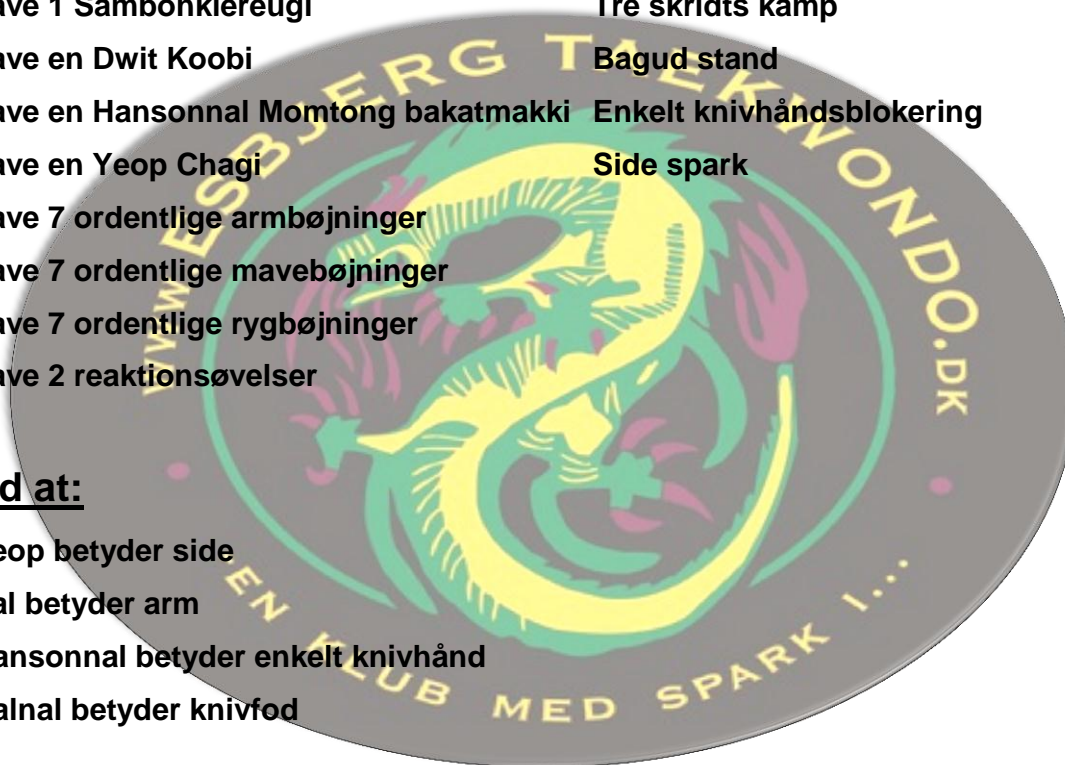 ave 1 Sambonkiereugi Tre skridts kamp
ave en Dwit Koobi Bagud stand
ave en Hansonnal Momtong bakatmakki Enkelt knivhåndsblokering
ave en Yeop Chagi Side spark
ave 7 ordentlige armbøjninger
ave 7 ordentlige mavebøjninger
ave 7 ordentlige rygbøjninger
ave 2 reaktionsøvelser
d at:
eop betyder side
al betyder arm
ansonnal betyder enkelt knivhånd
alnal betyder knivfod
WWW.ESBJERG TAEKWONDO.DK
EN KLUB MED SPARK I...